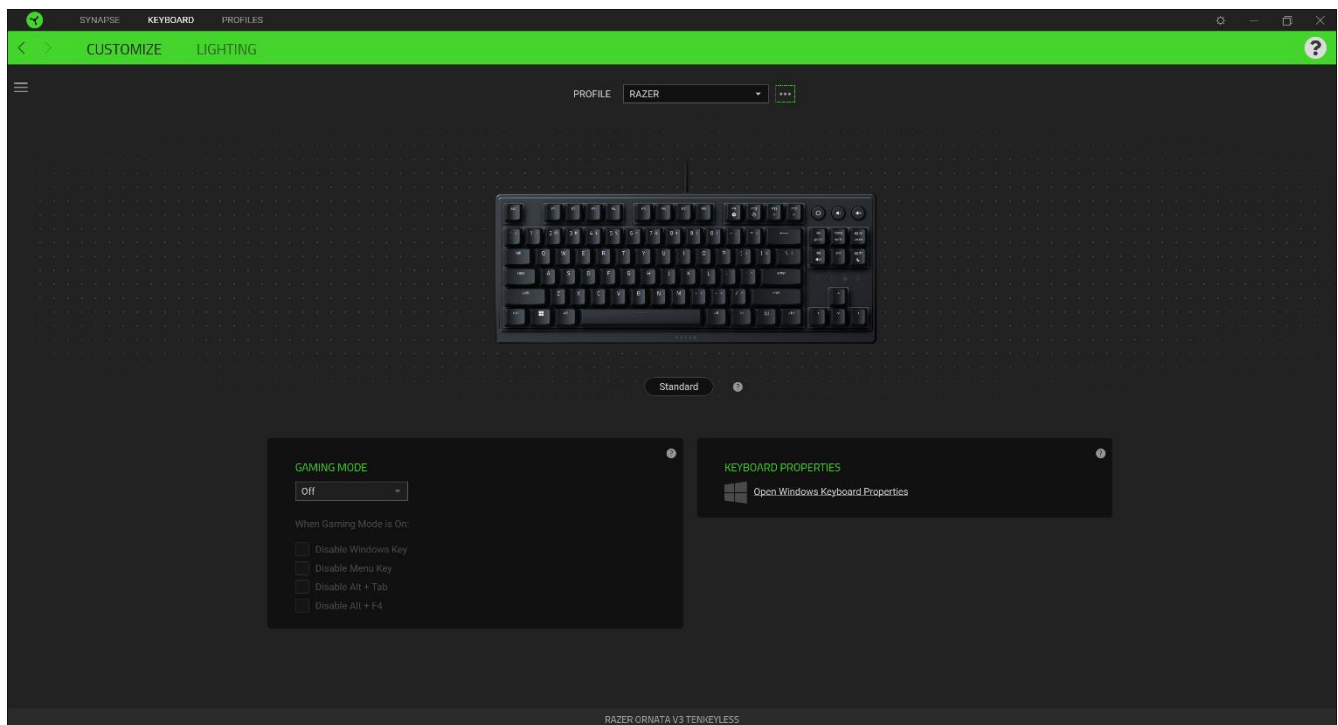 SYNAPSE KEYBOARD PROFILES
CUSTOMIZE LIGHTING
PROFILE RAZER
Standard
GAMING MODE
Off
When Gaming Mode is On:
Disable Windows Key
Disable Menu Key
Disable Alt + Tab
Disable Alt + F4
KEYBOARD PROPERTIES
Open Windows Keyboard Properties
RAZER ORNATA V3 TENKEYLESS